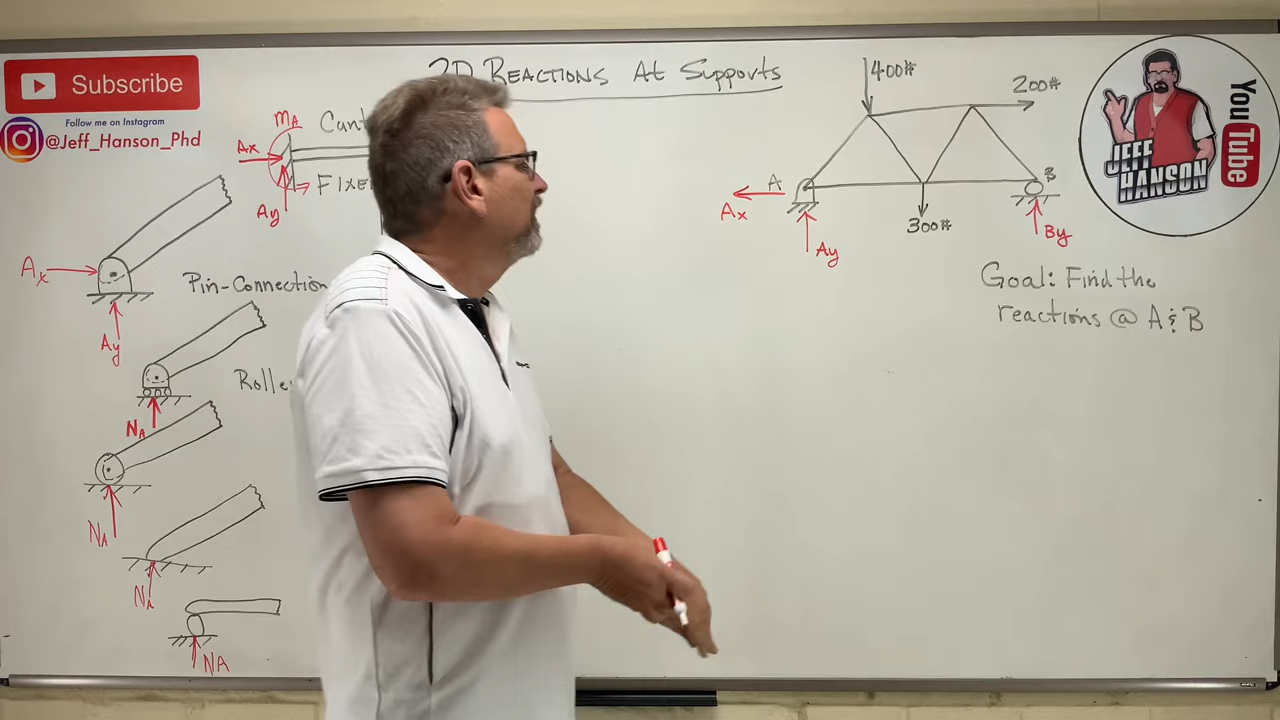 Subscribe
Follow me on Instagram
@Jeff_Hanson_Phd
2D REACTIONS At Supports
MA
Ax
Ay
Ax
Ay
Pin-Connection
NA
NA
NA
NA
400#
200#
A
B
Ax
Ay
300#
By
Goal: Find the
reactions @ A & B
JEFF
HANSON
YouTube